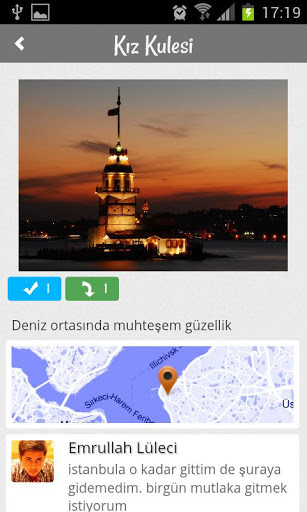 17:19
Kız Kulesi
1 1
Deniz ortasında muhteşem güzellik
Illichivsk
Sirkeci-Harem Ferib
Üs
Emrullah Lüleci
istanbula o kadar gittim de şuraya
gidemedim. birgün mutlaka gitmek
istiyorum